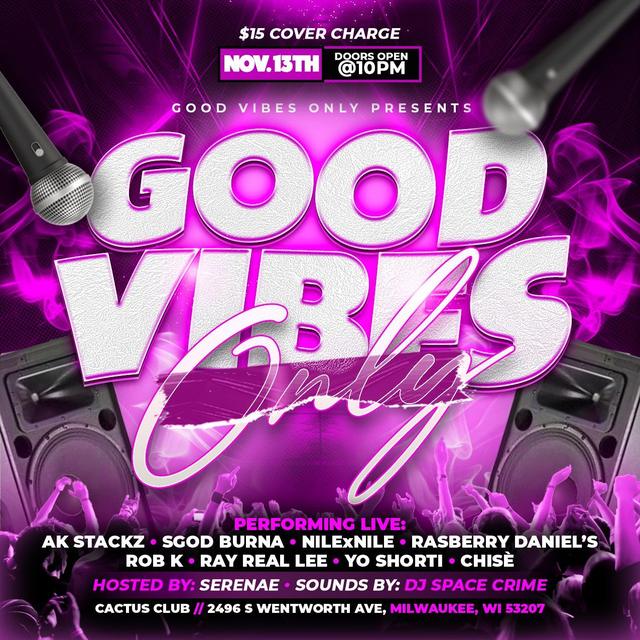 $15 COVER CHARGE
NOV. 13TH DOORS OPEN @10PM
GOOD VIBES ONLY PRESENTS
GOOD
VIBES
Only
PERFORMING LIVE:
AK STACKZ • SGOD BURNA • NILExNILE • RASBERRY DANIEL'S
ROB K • RAY REAL LEE • YO SHORTI • CHISÈ
HOSTED BY: SERENAE • SOUNDS BY: DJ SPACE CRIME
CACTUS CLUB // 2496 S WENTWORTH AVE, MILWAUKEE, WI 53207